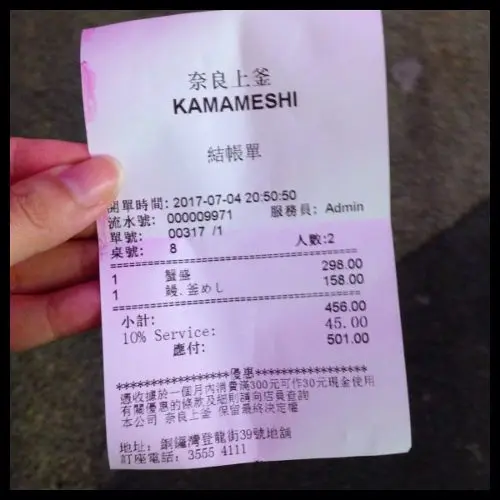 奈良上釜
KAMAMESHI
結帳單
開單時間: 2017-07-04 20:50:50
流水號: 000009971 服務員: Admin
單號: 00317 /1
桌號: 8 人數:2
==============================
1 蟹盛 298.00
1 鰻.釜めし 158.00
==============================
小計: 456.00
10% Service: 45.00
應付: 501.00
****************優惠****************
憑收據於一個月內消費滿300元可作30元現金使用
有關優惠的條款及細則請向店員查詢
本公司 奈良上釜 保留最終決定權
地址: 銅鑼灣登龍街39號地舖
訂座電話: 3555 4111